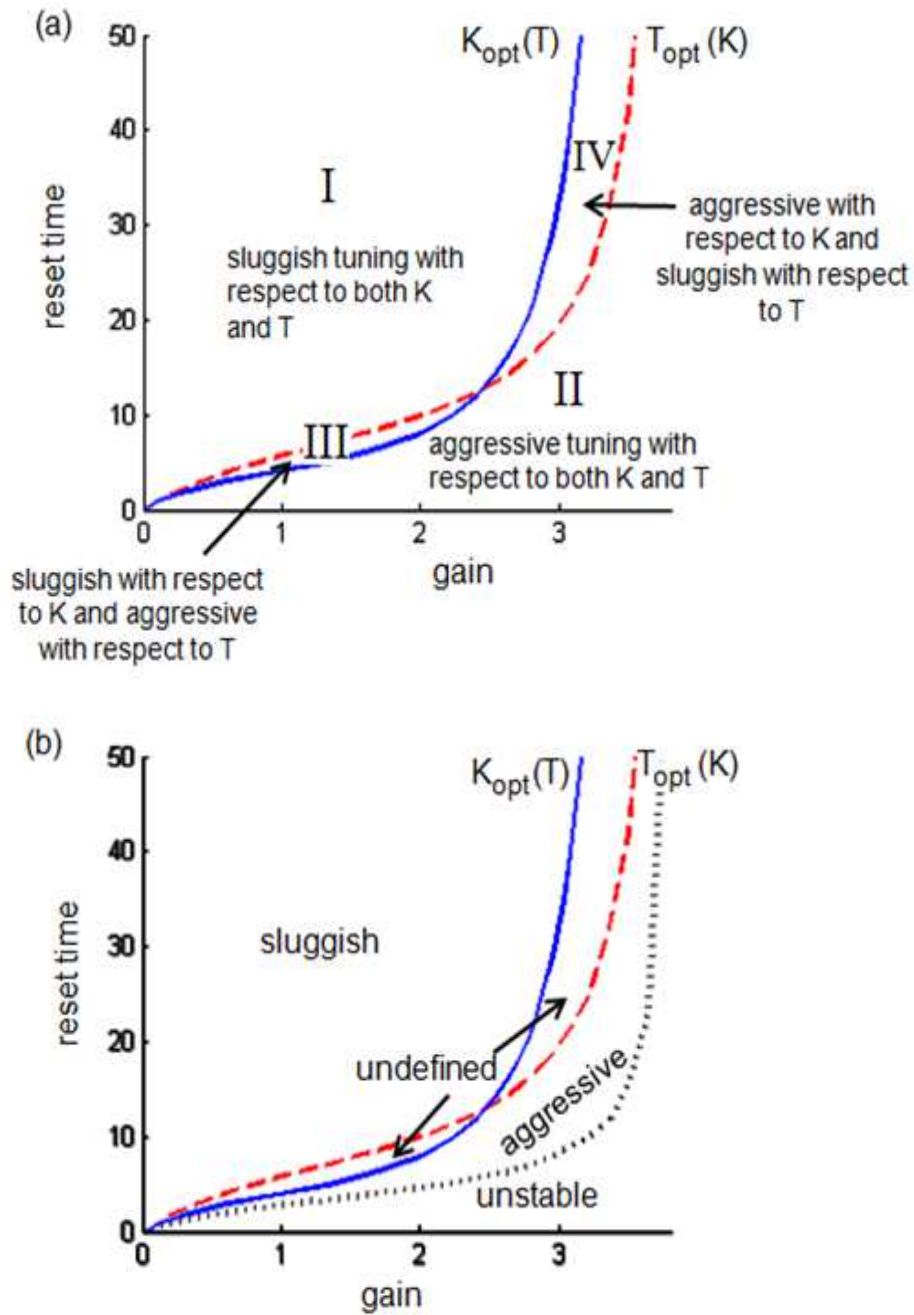 (a)
50
K_opt(T)
T_opt(K)
40
IV
I
aggressive with
respect to K and
sluggish with respect
to T
reset time
30
sluggish tuning with
respect to both K
and T
20
II
10
III
aggressive tuning with
respect to both K and T
0
0 1 2 3
gain
sluggish with respect
to K and aggressive
with respect to T
(b)
50
K_opt(T)
T_opt(K)
40
reset time
sluggish
30
20
undefined
aggressive
10
unstable
0
0 1 2 3
gain